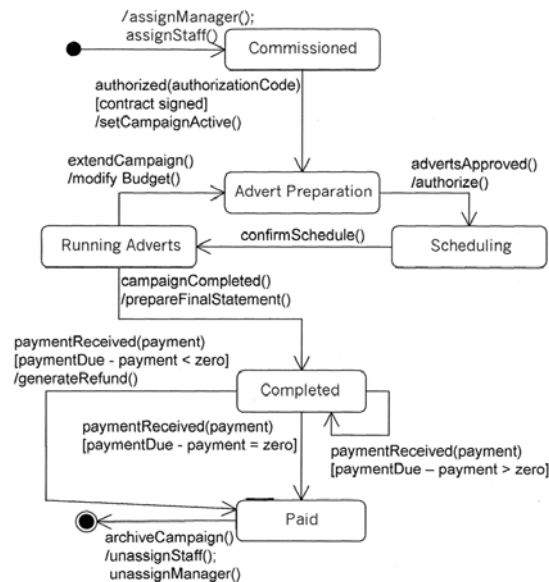 /assignManager();
assignStaff()
Commissioned
authorized(authorizationCode)
[contract signed]
/setCampaignActive()
extendCampaign()
/modify Budget()
Advert Preparation
advertsApproved()
/authorize()
Running Adverts
confirmSchedule()
Scheduling
campaignCompleted()
/prepareFinalStatement()
paymentReceived(payment)
[paymentDue - payment < zero]
/generateRefund()
Completed
paymentReceived(payment)
[paymentDue - payment = zero]
paymentReceived(payment)
[paymentDue – payment > zero]
Paid
archiveCampaign()
/unassignStaff();
unassignManager()